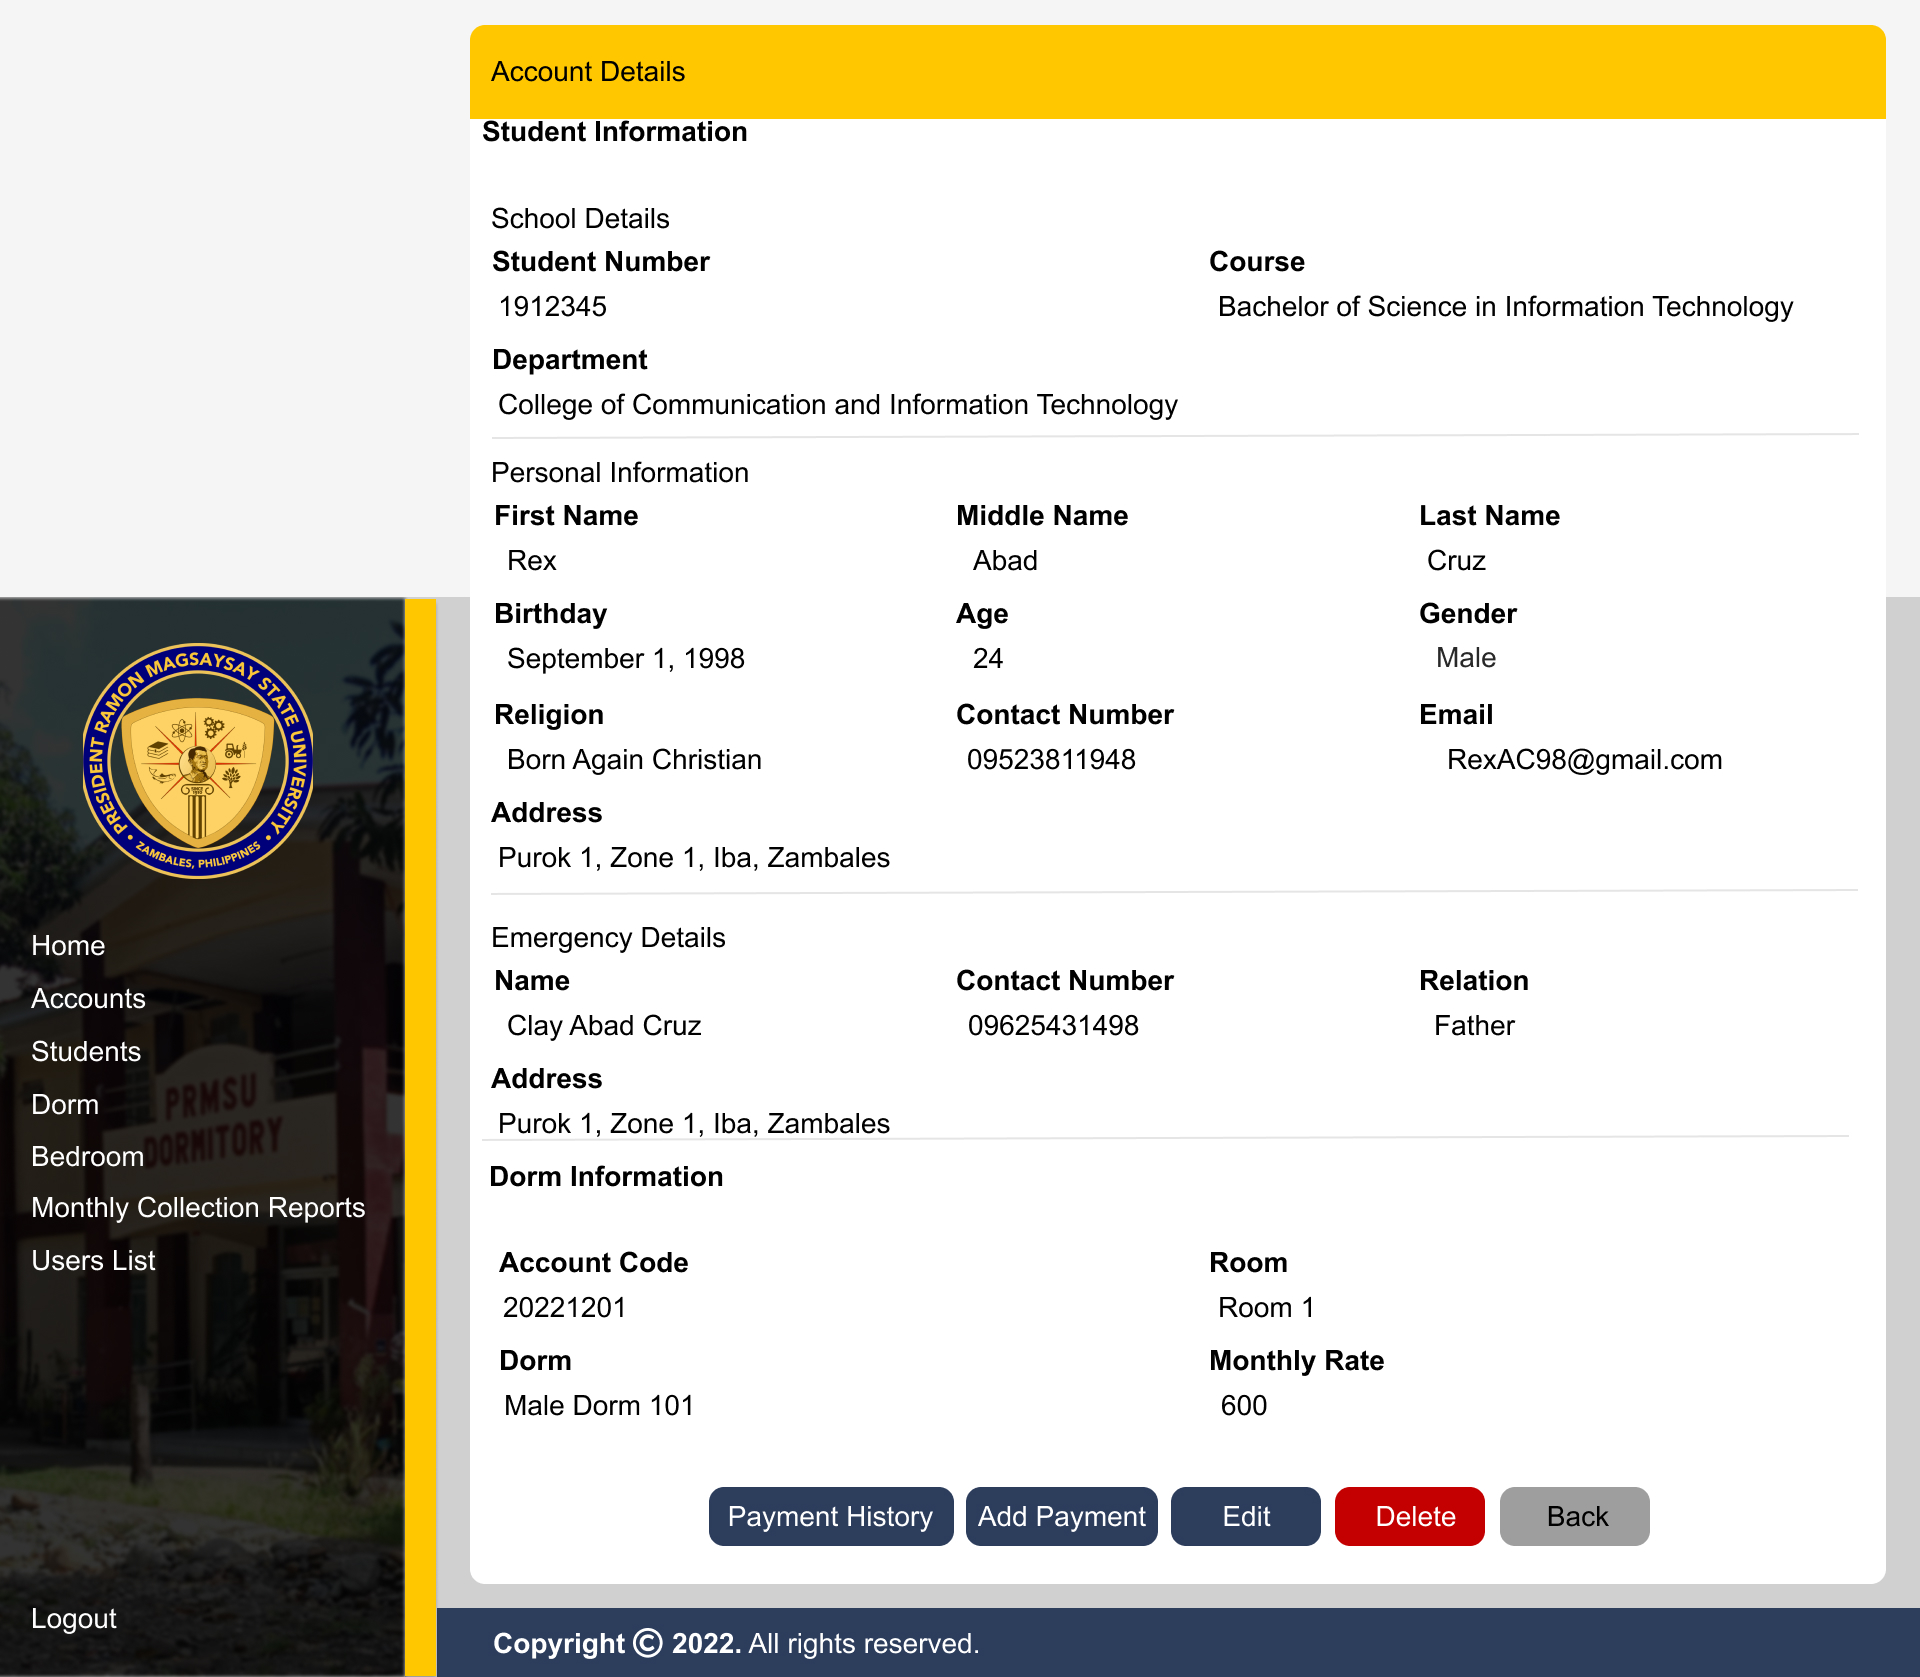 Account Details
Student Information
School Details
Student Number Course
1912345 Bachelor of Science in Information Technology
Department
College of Communication and Information Technology
Personal Information
First Name Middle Name Last Name
Rex Abad Cruz
Birthday Age Gender
September 1, 1998 24 Male
Religion Contact Number Email
Born Again Christian 09523811948 RexAC98@gmail.com
Address
Purok 1, Zone 1, Iba, Zambales
Emergency Details
Name Contact Number Relation
Clay Abad Cruz 09625431498 Father
Address
Purok 1, Zone 1, Iba, Zambales
Dorm Information
Account Code Room
20221201 Room 1
Dorm Monthly Rate
Male Dorm 101 600
Payment History Add Payment Edit Delete Back
PRESIDENT RAMON MAGSAYSAY STATE UNIVERSITY
ZAMBALES, PHILIPPINES
Home
Accounts
Students
Dorm
Bedroom
Monthly Collection Reports
Users List
PRMSU
DORMITORY
Logout
Copyright © 2022. All rights reserved.